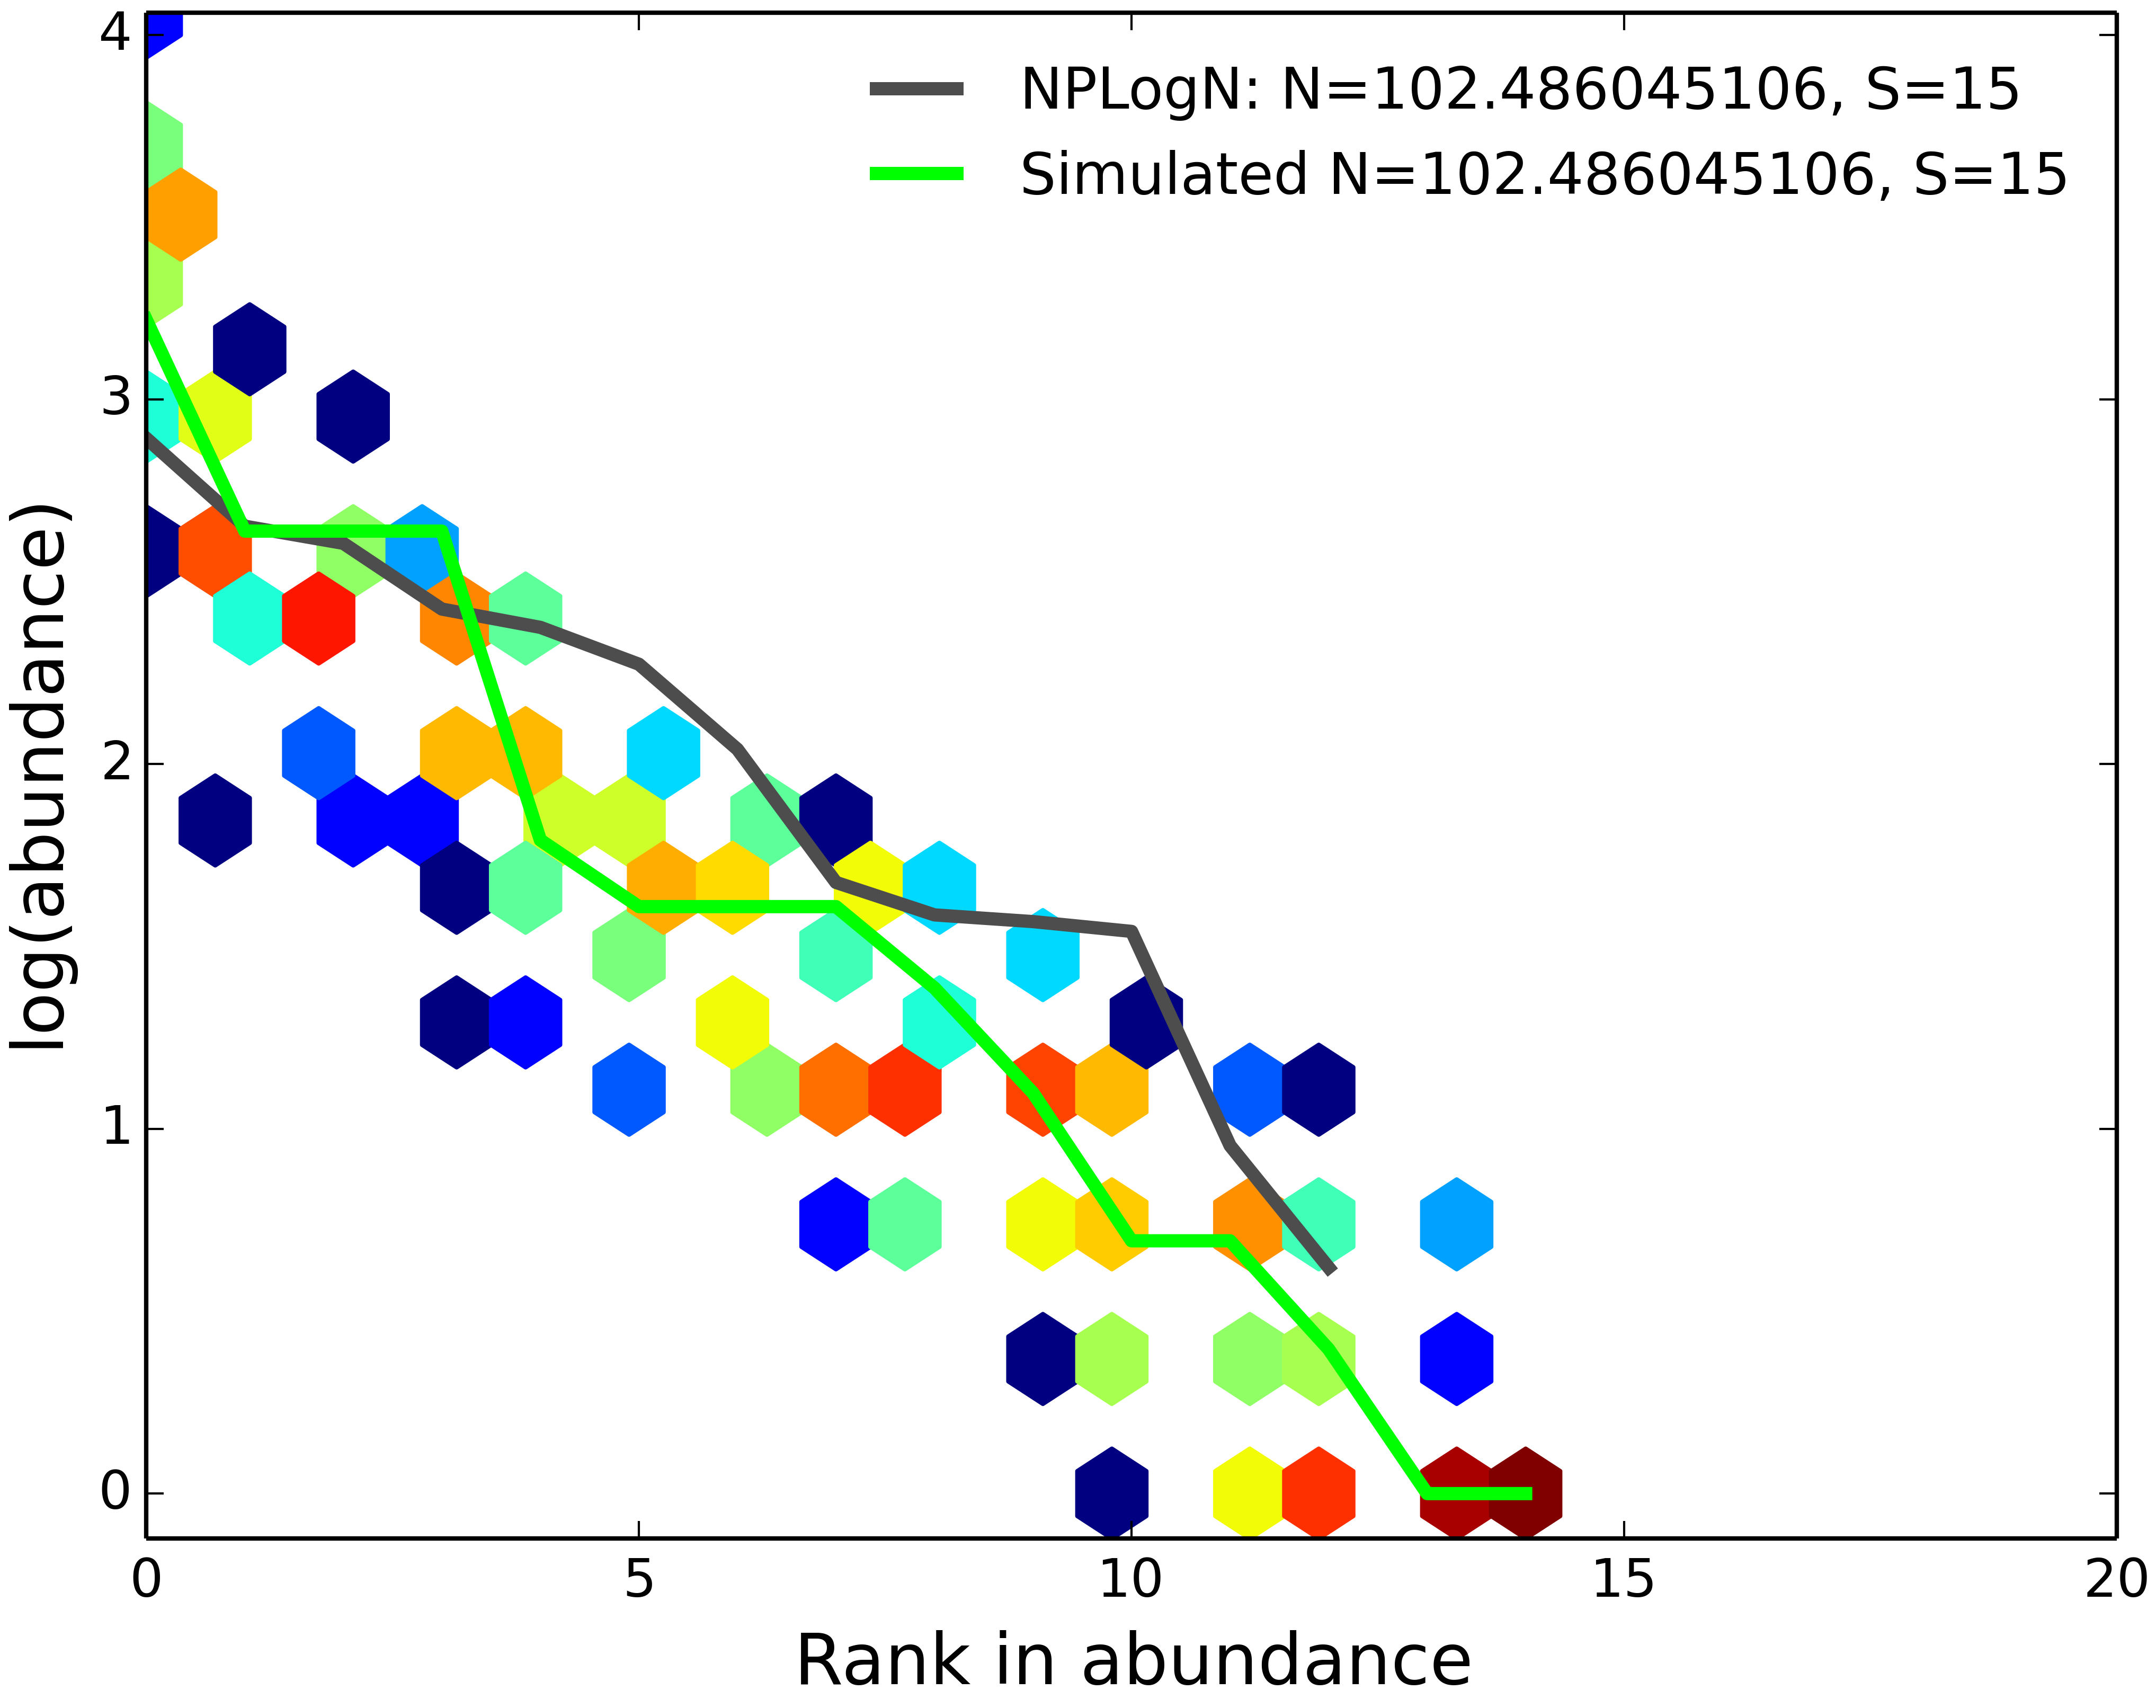 NPLogN: N=102.486045106, S=15
Simulated N=102.486045106, S=15
4
3
2
1
0
log(abundance)
0 5 10 15 20
Rank in abundance